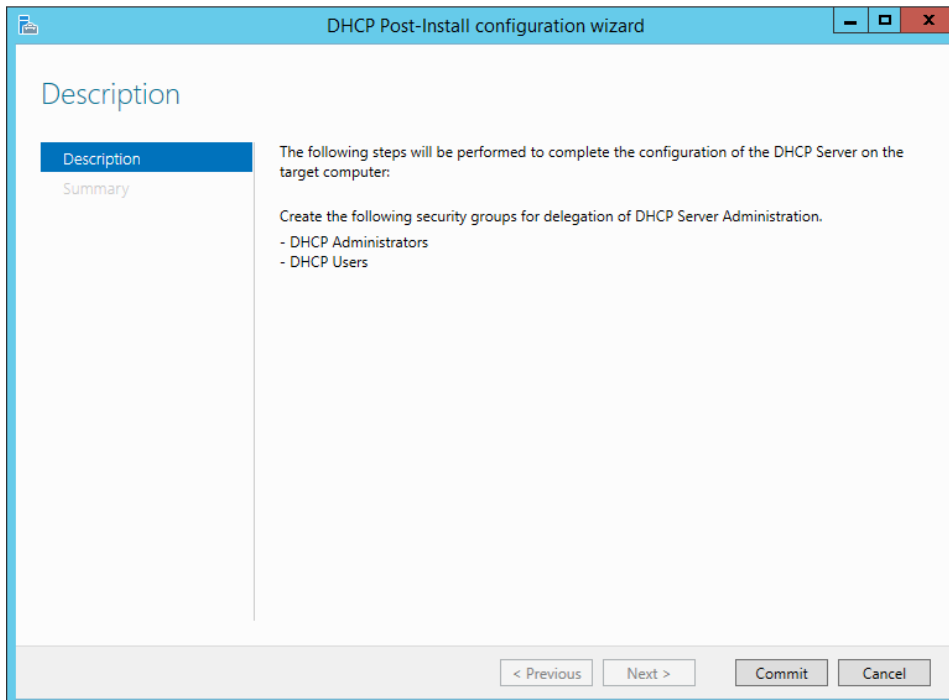 DHCP Post-Install configuration wizard
Description
Description
Summary
The following steps will be performed to complete the configuration of the DHCP Server on the
target computer:
Create the following security groups for delegation of DHCP Server Administration.
- DHCP Administrators
- DHCP Users
< Previous
Next >
Commit
Cancel